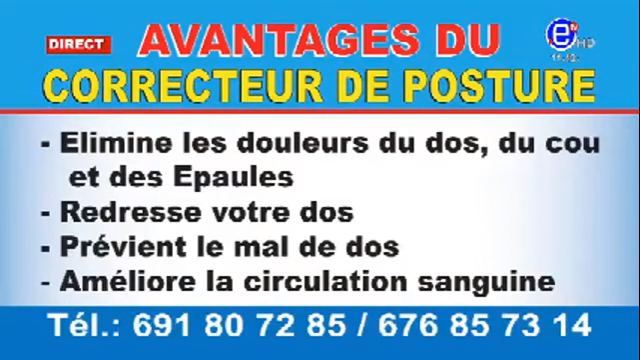 DIRECT
AVANTAGES DU
CORRECTEUR DE POSTURE
HD
- Elimine les douleurs du dos, du cou
et des Epaules
- Redresse votre dos
- Prévient le mal de dos
- Améliore la circulation sanguine
Tél.: 691 80 72 85 / 676 85 73 14